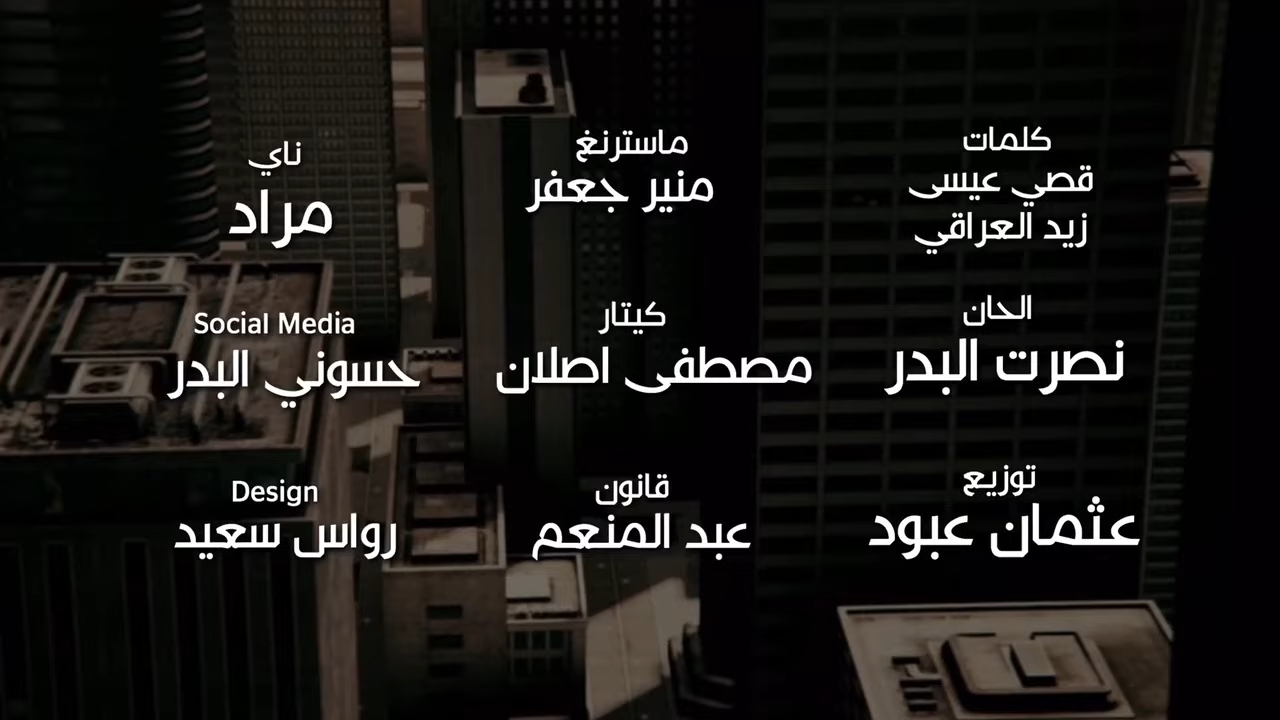 كلمات
قصي عيسى
زيد العراقي
الحان
نصرت البدر
توزيع
عثمان عبود
ماسترنغ
منير جعفر
كيتار
مصطفى اصلان
قانون
عبد المنعم
ناي
مراد
Social Media
حسوني البدر
Design
رواس سعيد